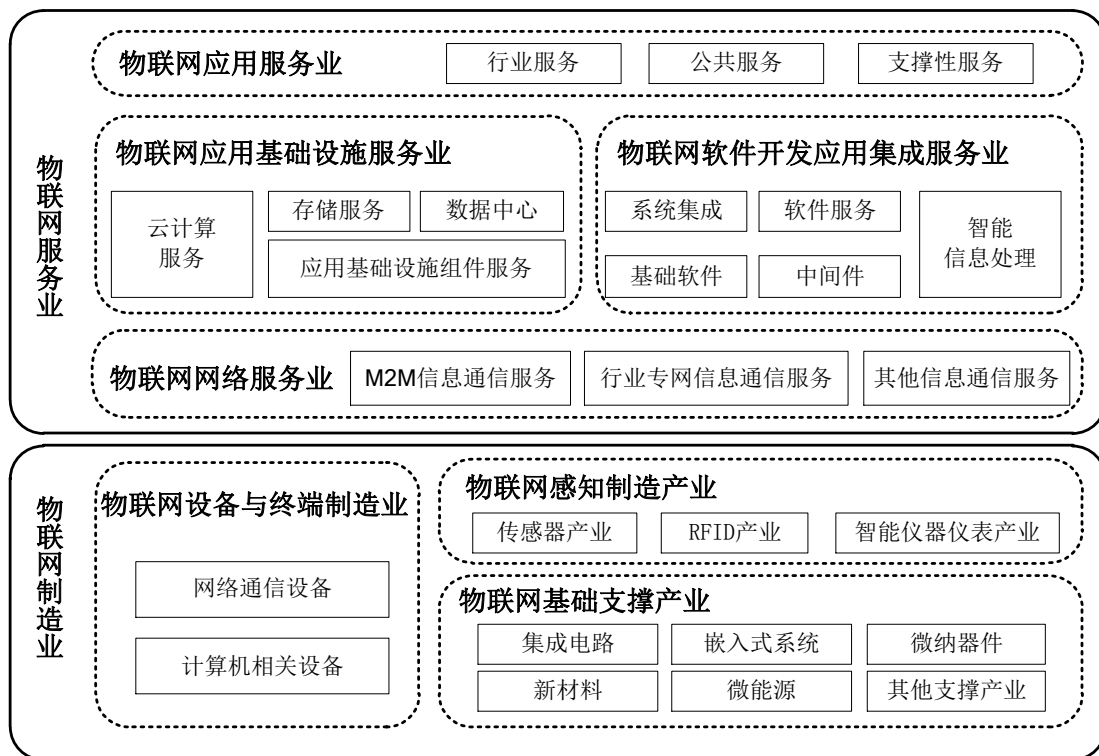 物联网服务业
物联网应用服务业
行业服务
公共服务
支撑性服务
物联网应用基础设施服务业
云计算
服务
存储服务
数据中心
应用基础设施组件服务
物联网软件开发应用集成服务业
系统集成
软件服务
基础软件
中间件
智能
信息处理
物联网网络服务业
M2M信息通信服务
行业专网信息通信服务
其他信息通信服务
物联网制造业
物联网设备与终端制造业
网络通信设备
计算机相关设备
物联网感知制造产业
传感器产业
RFID产业
智能仪器仪表产业
物联网基础支撑产业
集成电路
嵌入式系统
微纳器件
新材料
微能源
其他支撑产业